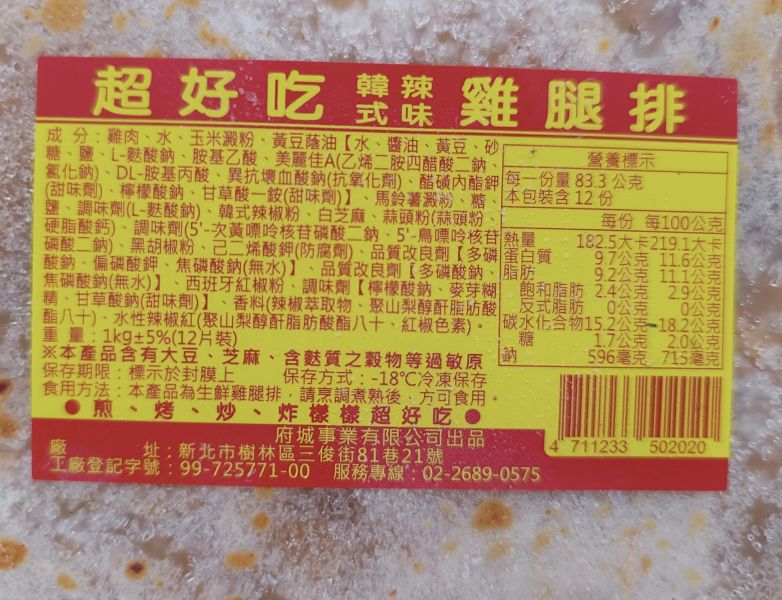 超好吃 韓式辣味 雞腿排
成 分：雞肉、水、玉米澱粉、黃豆蔭油【水、醬油、黃豆、砂
糖、鹽、L-麩酸鈉、胺基乙酸、美麗佳A(乙烯二胺四醋酸二鈉、
氯化鈉)、DL-胺基丙酸、異抗壞血酸鈉(抗氧化劑)、醋磺內酯鉀
(甜味劑)、檸檬酸鈉、甘草酸一銨(甜味劑)】、馬鈴薯澱粉、糖、
鹽、調味劑(L-麩酸鈉)、韓式辣椒粉、白芝麻、蒜頭粉(蒜頭粉、
硬脂酸鈣)、調味劑(5'-次黃嘌呤核苷磷酸二鈉、5'-鳥嘌呤核苷
磷酸二鈉)、黑胡椒粉、己二烯酸鉀(防腐劑)、品質改良劑【多磷
酸鈉、偏磷酸鉀、焦磷酸鈉(無水)】、品質改良劑【多磷酸鈉、
焦磷酸鈉(無水)】、西班牙紅椒粉、調味劑【檸檬酸鈉、麥芽糊
精、甘草酸鈉(甜味劑)】、香料(辣椒萃取物、聚山梨醇酐脂肪酸
酯八十)、水性辣椒紅(聚山梨醇酐脂肪酸酯八十、紅椒色素)。
重 量：1kg±5%(12片裝)
※本產品含有大豆、芝麻、含麩質之穀物等過敏原
保存期限：標示於封膜上 保存方式：-18℃冷凍保存
食用方法：本產品為生鮮雞腿排，請烹調煮熟後，方可食用。
●煎、烤、炒、炸樣樣超好吃●
營養標示
每一份量 83.3 公克
本包裝含 12 份
每份 每100公克
熱量 182.5大卡 219.1大卡
蛋白質 9.7公克 11.6公克
脂肪 9.2公克 11.1公克
飽和脂肪 2.4公克 2.9公克
反式脂肪 0公克 0公克
碳水化合物 15.2公克 18.2公克
糖 1.7公克 2.0公克
鈉 596毫克 715毫克
4 711233 502020
府城事業有限公司出品
廠 址：新北市樹林區三俊街81巷21號
工廠登記字號：99-725771-00 服務專線：02-2689-0575